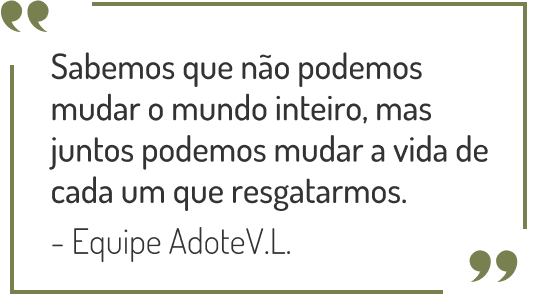 Sabemos que não podemos
mudar o mundo inteiro, mas
juntos podemos mudar a vida de
cada um que resgatarmos.
- Equipe AdoteV.L.